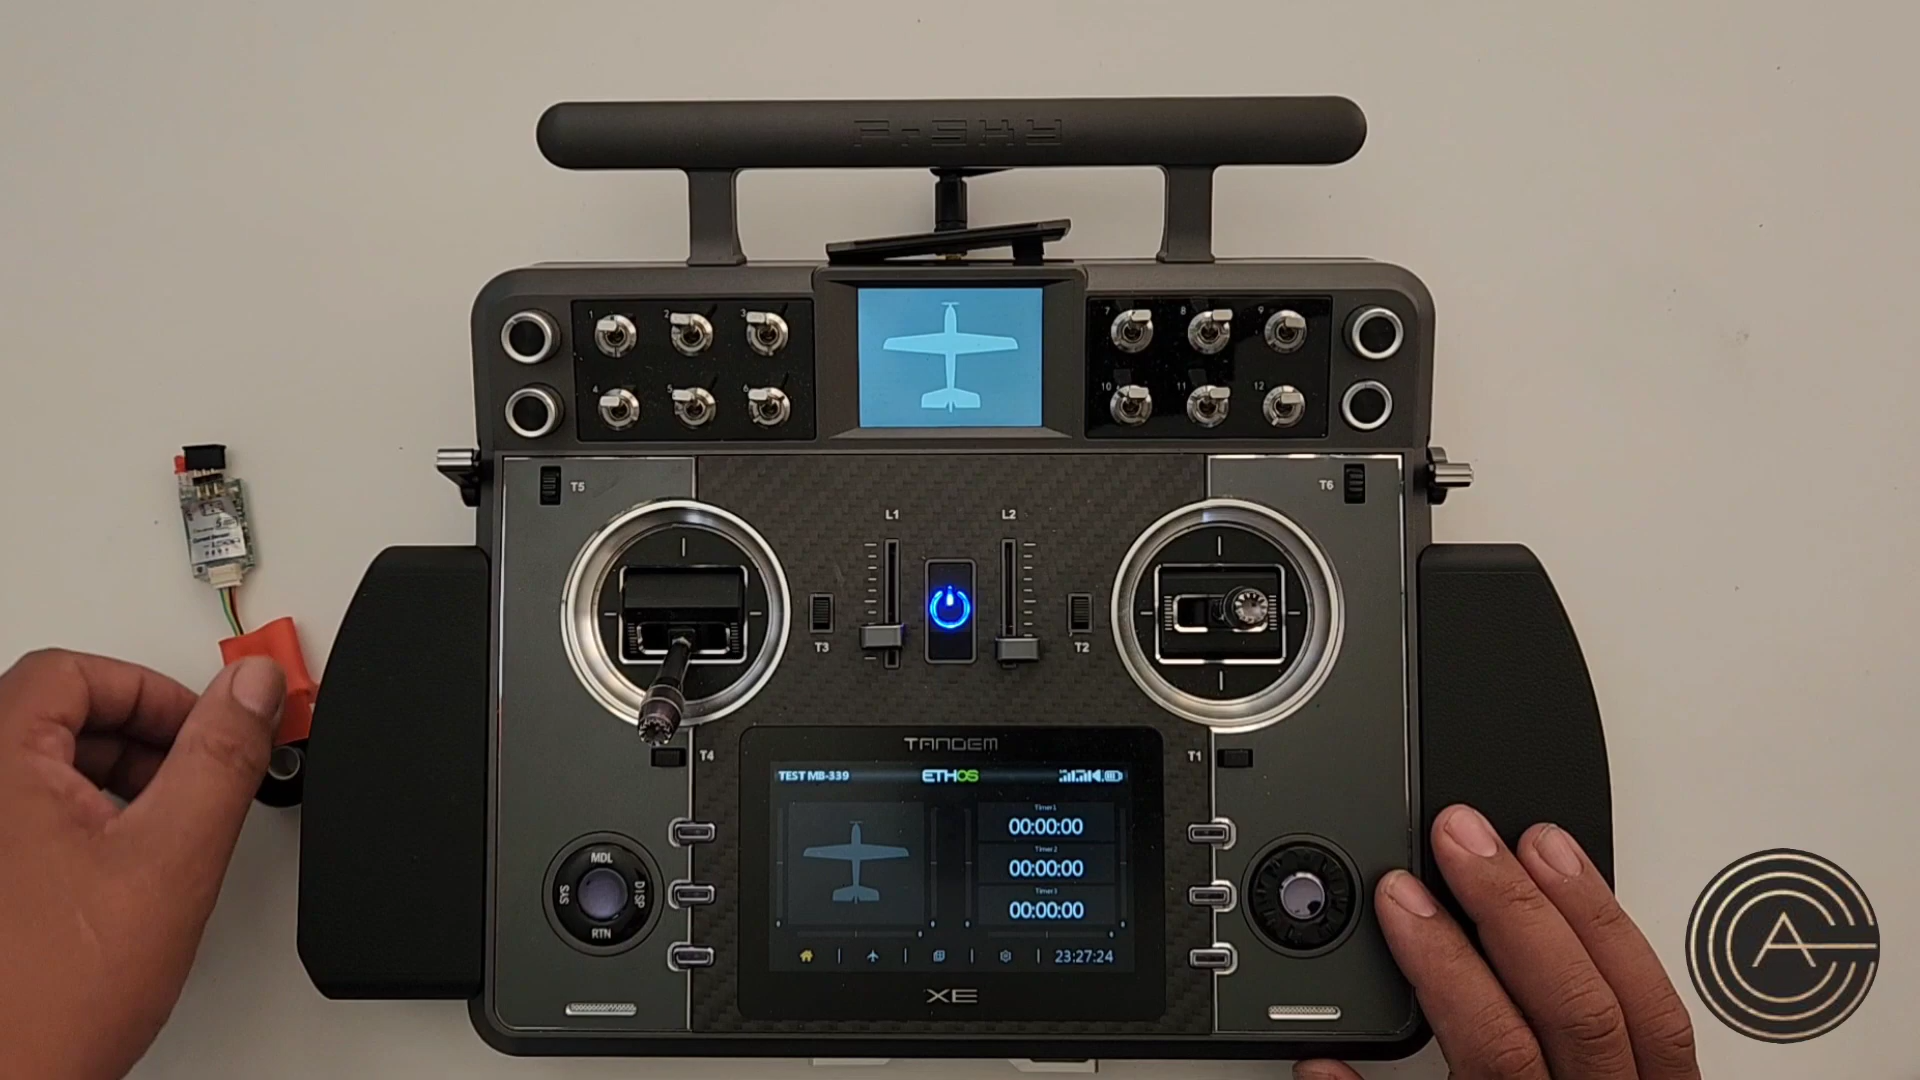 FrSKY
1 2 3
7 8 9
4 5 6
10 11 12
T5
T6
L1 L2
T3
T2
T4
T1
TANDEM
TEST MB-339
ETHOS
Timer1
00:00:00
Timer2
00:00:00
Timer3
00:00:00
23:27:24
XE
MDL
SYS
DISP
RTN
Current Sensor
A